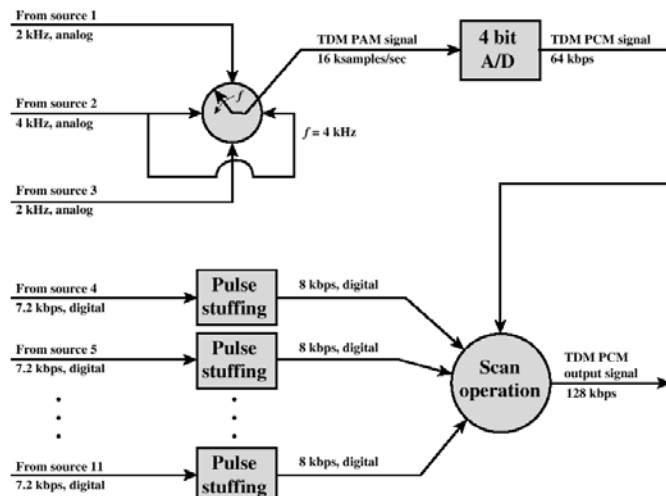 From source 1
2 kHz, analog
TDM PAM signal
16 ksamples/sec
4 bit
A/D
TDM PCM signal
64 kbps
f
From source 2
4 kHz, analog
f = 4 kHz
From source 3
2 kHz, analog
From source 4
7.2 kbps, digital
Pulse
stuffing
8 kbps, digital
From source 5
7.2 kbps, digital
Pulse
stuffing
8 kbps, digital
Scan
operation
TDM PCM
output signal
128 kbps
From source 11
7.2 kbps, digital
Pulse
stuffing
8 kbps, digital